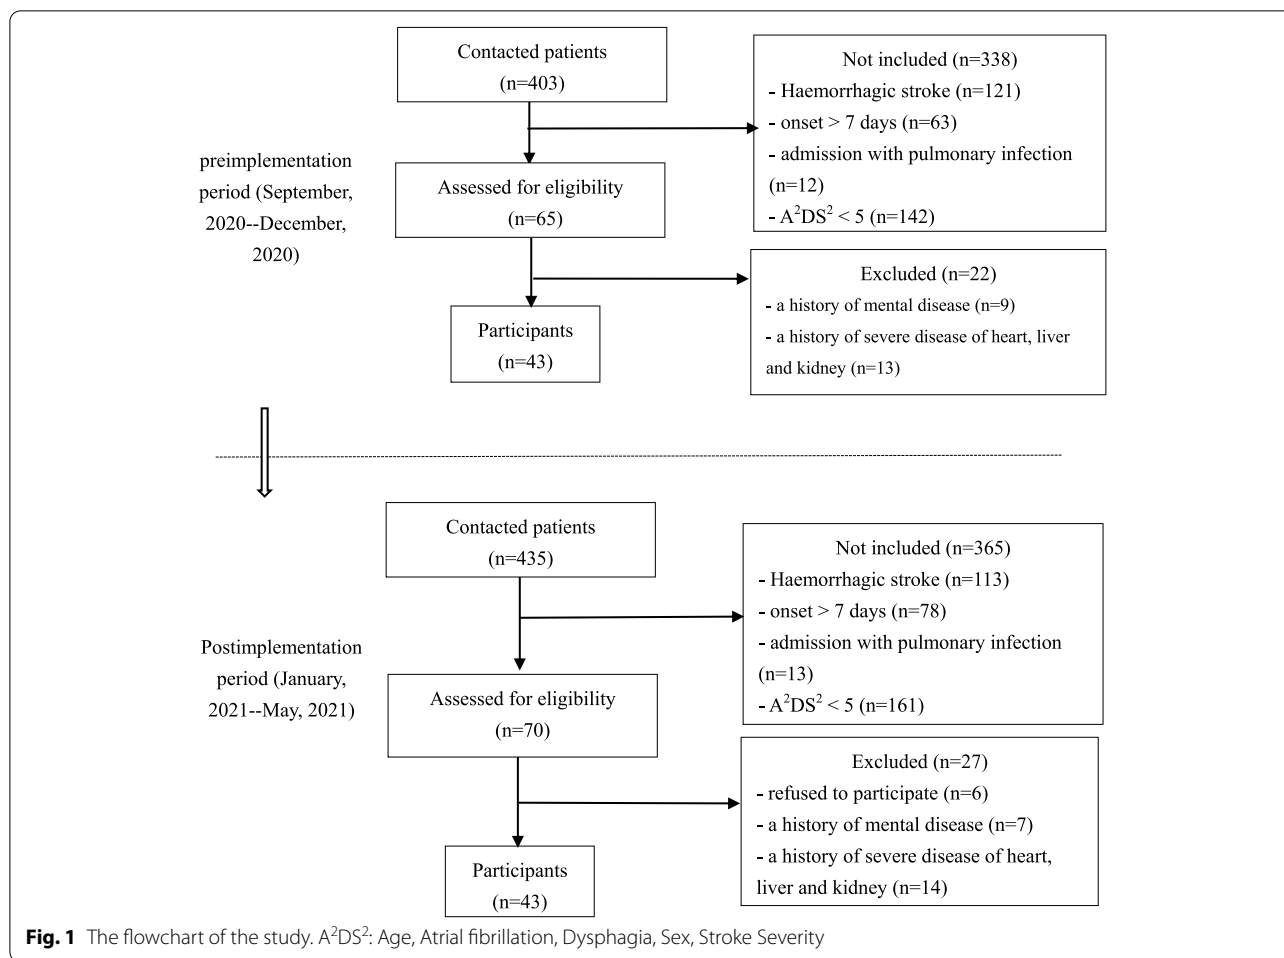 Contacted patients
(n=403)
Not included (n=338)
- Haemorrhagic stroke (n=121)
- onset > 7 days (n=63)
- admission with pulmonary infection
(n=12)
- A²DS² < 5 (n=142)
preimplementation
period (September,
2020--December,
2020)
Assessed for eligibility
(n=65)
Excluded (n=22)
- a history of mental disease (n=9)
- a history of severe disease of heart, liver
and kidney (n=13)
Participants
(n=43)
Contacted patients
(n=435)
Not included (n=365)
- Haemorrhagic stroke (n=113)
- onset > 7 days (n=78)
- admission with pulmonary infection
(n=13)
- A²DS² < 5 (n=161)
Postimplementation
period (January,
2021--May, 2021)
Assessed for eligibility
(n=70)
Excluded (n=27)
- refused to participate (n=6)
- a history of mental disease (n=7)
- a history of severe disease of heart,
liver and kidney (n=14)
Participants
(n=43)
Fig. 1 The flowchart of the study. A²DS²: Age, Atrial fibrillation, Dysphagia, Sex, Stroke Severity